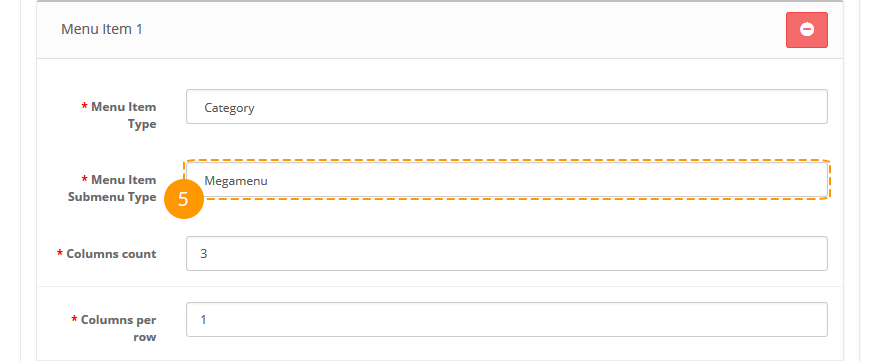 Menu Item 1
* Menu Item
Type
Category
* Menu Item
Submenu Type
Megamenu
5
* Columns count
3
* Columns per
row
1